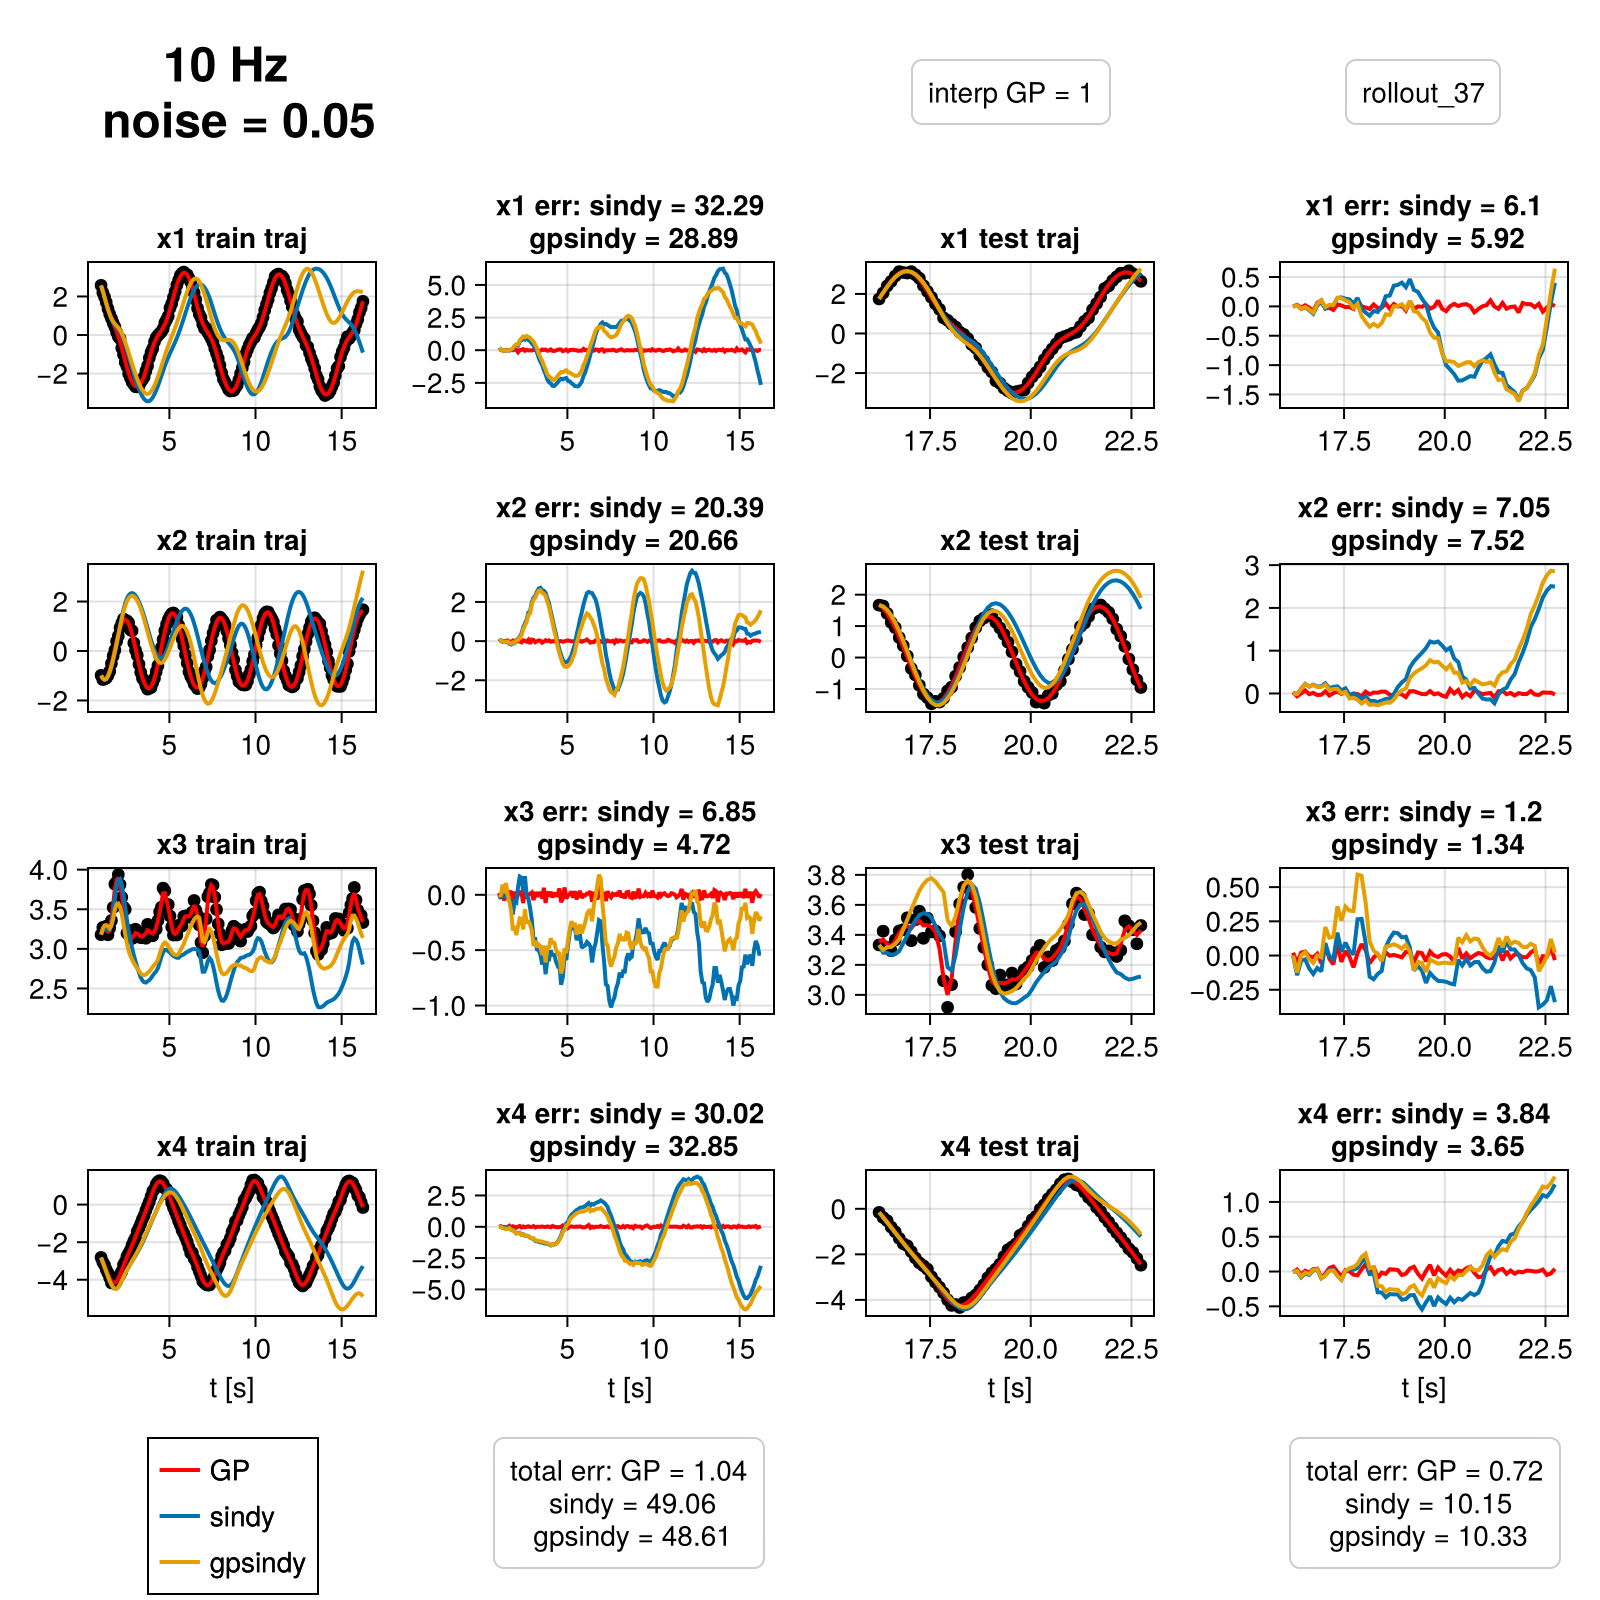 10 Hz
noise = 0.05
interp GP = 1
rollout_37
x1 train traj
2
0
−2
5
10
15
x1 err: sindy = 32.29
gpsindy = 28.89
5.0
2.5
0.0
−2.5
5
10
15
x1 test traj
2
0
−2
17.5
20.0
22.5
x1 err: sindy = 6.1
gpsindy = 5.92
0.5
0.0
−0.5
−1.0
−1.5
17.5
20.0
22.5
x2 train traj
2
0
−2
5
10
15
x2 err: sindy = 20.39
gpsindy = 20.66
2
0
−2
5
10
15
x2 test traj
2
1
0
−1
17.5
20.0
22.5
x2 err: sindy = 7.05
gpsindy = 7.52
3
2
1
0
17.5
20.0
22.5
x3 train traj
4.0
3.5
3.0
2.5
5
10
15
x3 err: sindy = 6.85
gpsindy = 4.72
0.0
−0.5
−1.0
5
10
15
x3 test traj
3.8
3.6
3.4
3.2
3.0
17.5
20.0
22.5
x3 err: sindy = 1.2
gpsindy = 1.34
0.50
0.25
0.00
−0.25
17.5
20.0
22.5
x4 train traj
0
−2
−4
5
10
15
t [s]
x4 err: sindy = 30.02
gpsindy = 32.85
2.5
0.0
−2.5
−5.0
5
10
15
t [s]
x4 test traj
0
−2
−4
17.5
20.0
22.5
t [s]
x4 err: sindy = 3.84
gpsindy = 3.65
1.0
0.5
0.0
−0.5
17.5
20.0
22.5
t [s]
GP
sindy
gpsindy
total err: GP = 1.04
sindy = 49.06
gpsindy = 48.61
total err: GP = 0.72
sindy = 10.15
gpsindy = 10.33